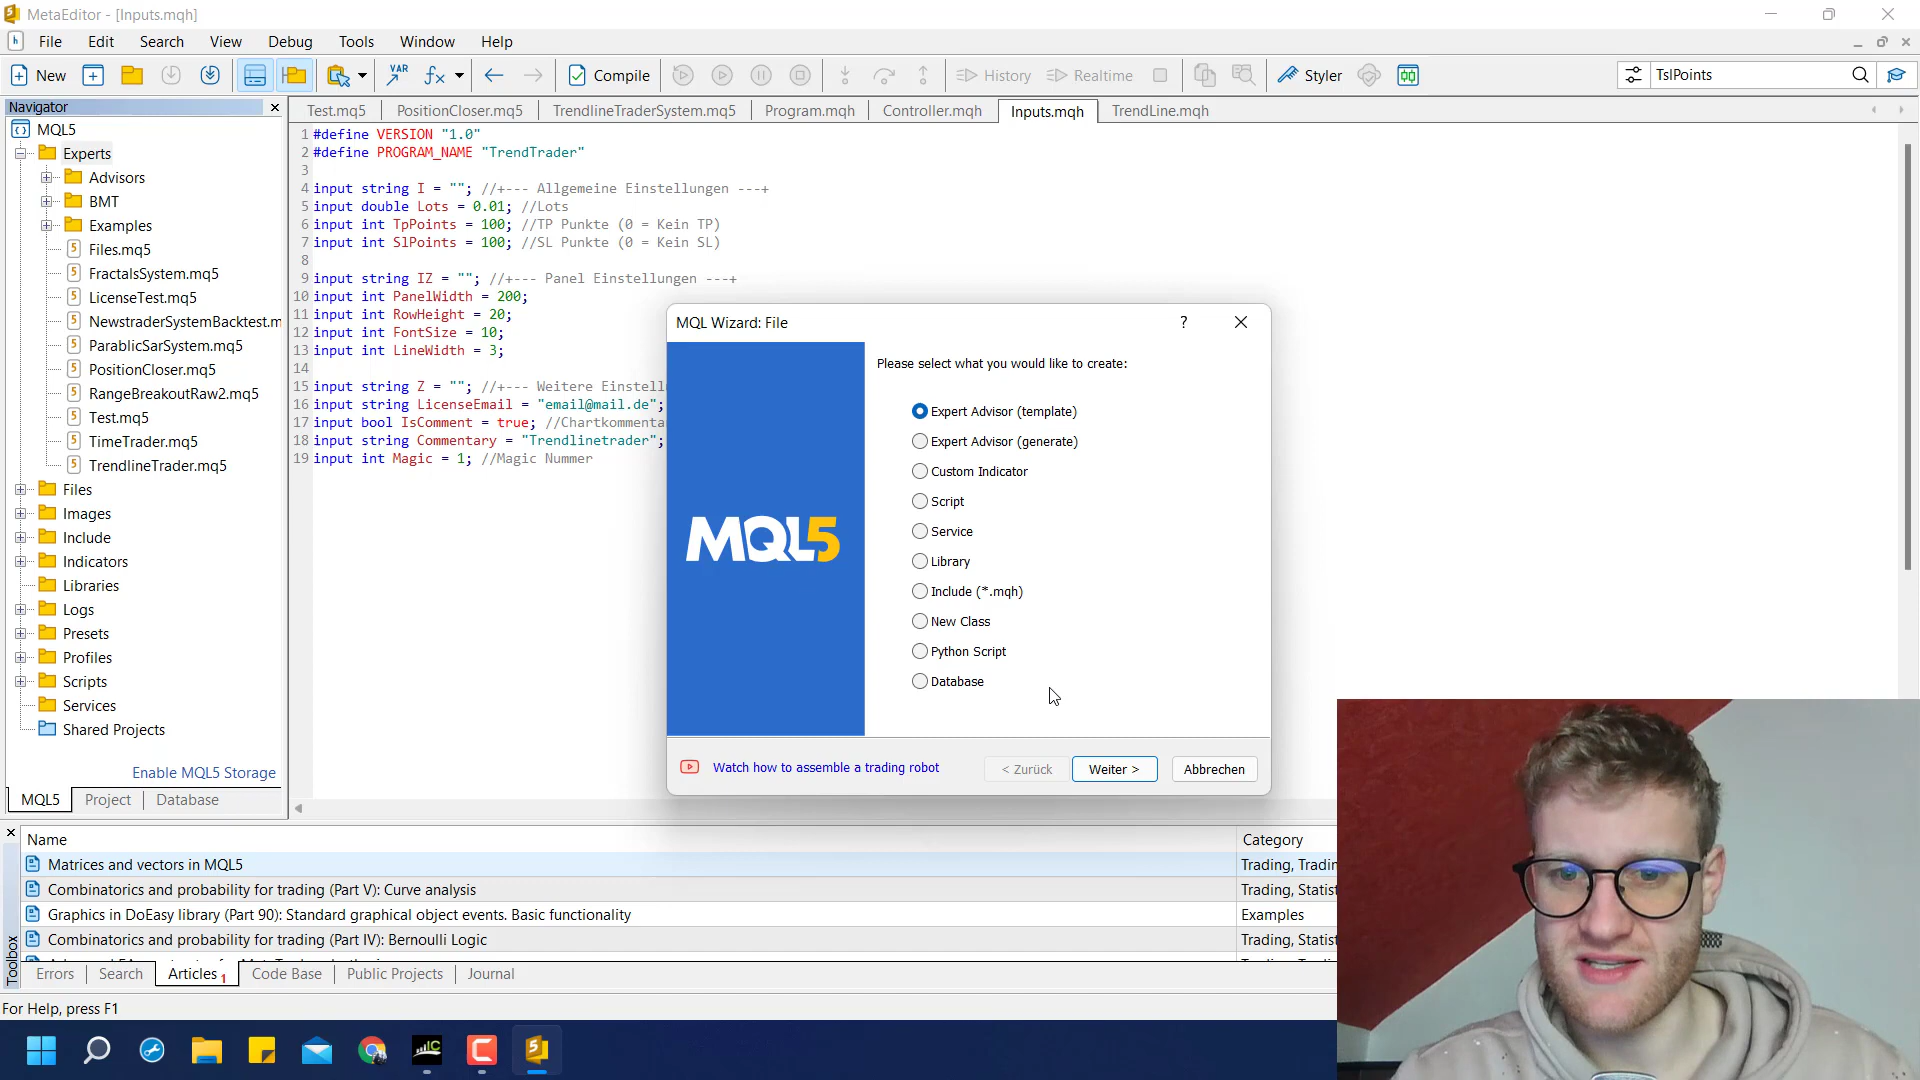 MetaEditor - [Inputs.mqh]
File Edit Search View Debug Tools Window Help
New VAR fx Compile History Realtime Styler TslPoints
Navigator
MQL5
Experts
Advisors
BMT
Examples
Files.mq5
FractalsSystem.mq5
LicenseTest.mq5
NewstraderSystemBacktest.m
ParablicSarSystem.mq5
PositionCloser.mq5
RangeBreakoutRaw2.mq5
Test.mq5
TimeTrader.mq5
TrendlineTrader.mq5
Files
Images
Include
Indicators
Libraries
Logs
Presets
Profiles
Scripts
Services
Shared Projects
Enable MQL5 Storage
MQL5 Project Database
Test.mq5 PositionCloser.mq5 TrendlineTraderSystem.mq5 Program.mqh Controller.mqh Inputs.mqh TrendLine.mqh
1 #define VERSION "1.0"
2 #define PROGRAM_NAME "TrendTrader"
3
4 input string I = ""; //+--- Allgemeine Einstellungen ---+
5 input double Lots = 0.01; //Lots
6 input int TpPoints = 100; //TP Punkte (0 = Kein TP)
7 input int SlPoints = 100; //SL Punkte (0 = Kein SL)
8
9 input string IZ = ""; //+--- Panel Einstellungen ---+
10 input int PanelWidth = 200;
11 input int RowHeight = 20;
12 input int FontSize = 10;
13 input int LineWidth = 3;
14
15 input string Z = ""; //+--- Weitere Einstell
16 input string LicenseEmail = "email@mail.de";
17 input bool IsComment = true; //Chartkommenta
18 input string Commentary = "Trendlinetrader";
19 input int Magic = 1; //Magic Nummer
MQL Wizard: File ?
MQL5
Please select what you would like to create:
Expert Advisor (template)
Expert Advisor (generate)
Custom Indicator
Script
Service
Library
Include (*.mqh)
New Class
Python Script
Database
Watch how to assemble a trading robot < Zurück Weiter > Abbrechen
Name Category
Matrices and vectors in MQL5 Trading, Tradin
Combinatorics and probability for trading (Part V): Curve analysis Trading, Statist
Graphics in DoEasy library (Part 90): Standard graphical object events. Basic functionality Examples
Combinatorics and probability for trading (Part IV): Bernoulli Logic Trading, Statist
Toolbox
Errors Search Articles 1 Code Base Public Projects Journal
For Help, press F1